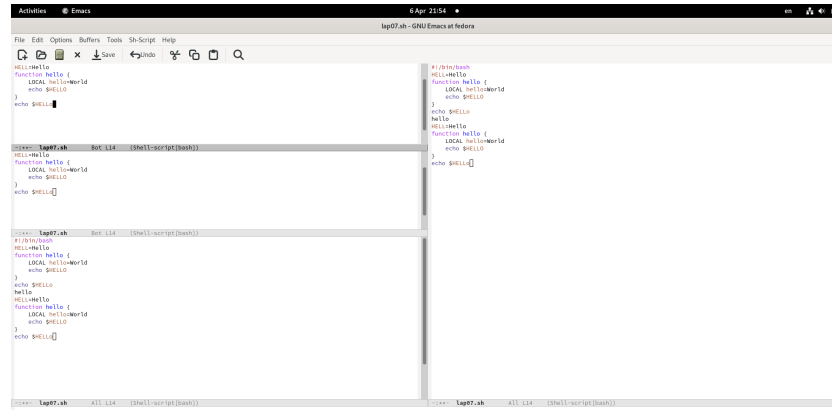 Activities Emacs 6 Apr 21:54 en
lap07.sh - GNU Emacs at fedora
File Edit Options Buffers Tools Sh-Script Help
Save Undo
HELL=Hello
function hello {
    LOCAL hello=World
    echo $HELLO
}
echo $HELLo
-:**- lap07.sh Bot L14 (Shell-script[bash])
HELL=Hello
function hello {
    LOCAL hello=World
    echo $HELLO
}
echo $HELLo
-:**- lap07.sh Bot L14 (Shell-script[bash])
#!/bin/bash
HELL=Hello
function hello {
    LOCAL hello=World
    echo $HELLO
}
echo $HELLo
hello
HELL=Hello
function hello {
    LOCAL hello=World
    echo $HELLO
}
echo $HELLo
-:**- lap07.sh All L14 (Shell-script[bash])
#!/bin/bash
HELL=Hello
function hello {
    LOCAL hello=World
    echo $HELLO
}
echo $HELLo
hello
HELL=Hello
function hello {
    LOCAL hello=World
    echo $HELLO
}
echo $HELLo
-:**- lap07.sh All L14 (Shell-script[bash])